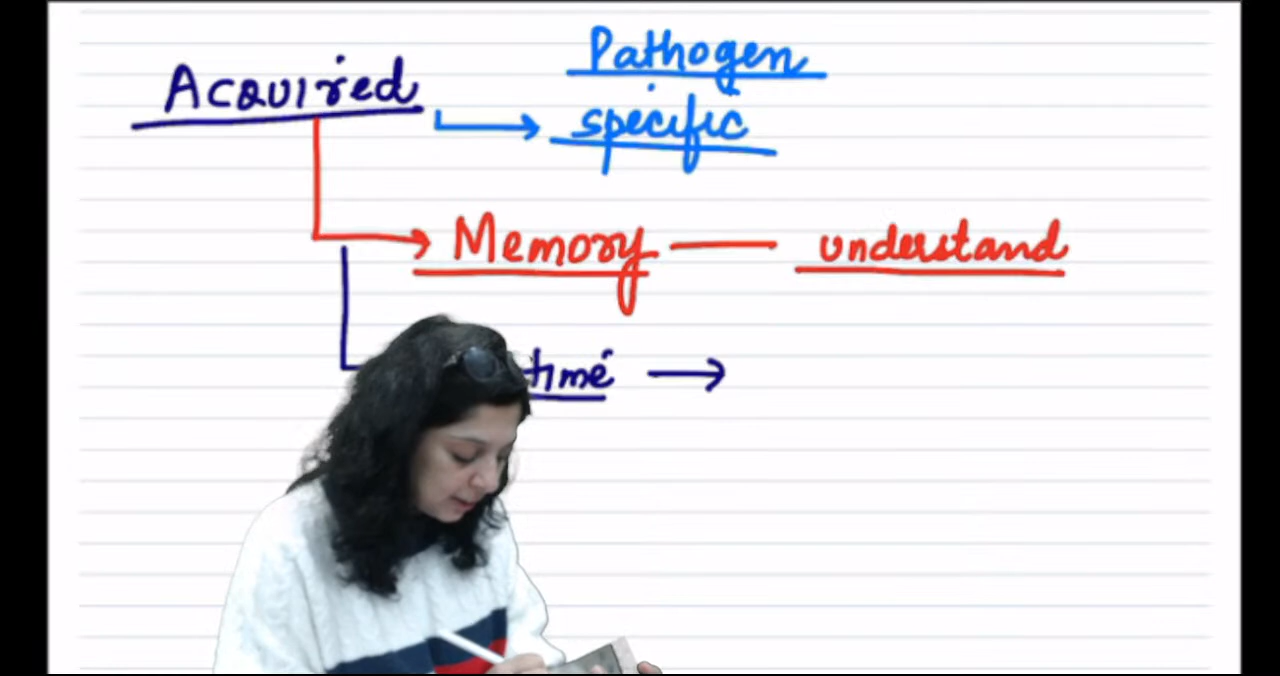 Pathogen
Acquired → specific
→ Memory — understand
time →